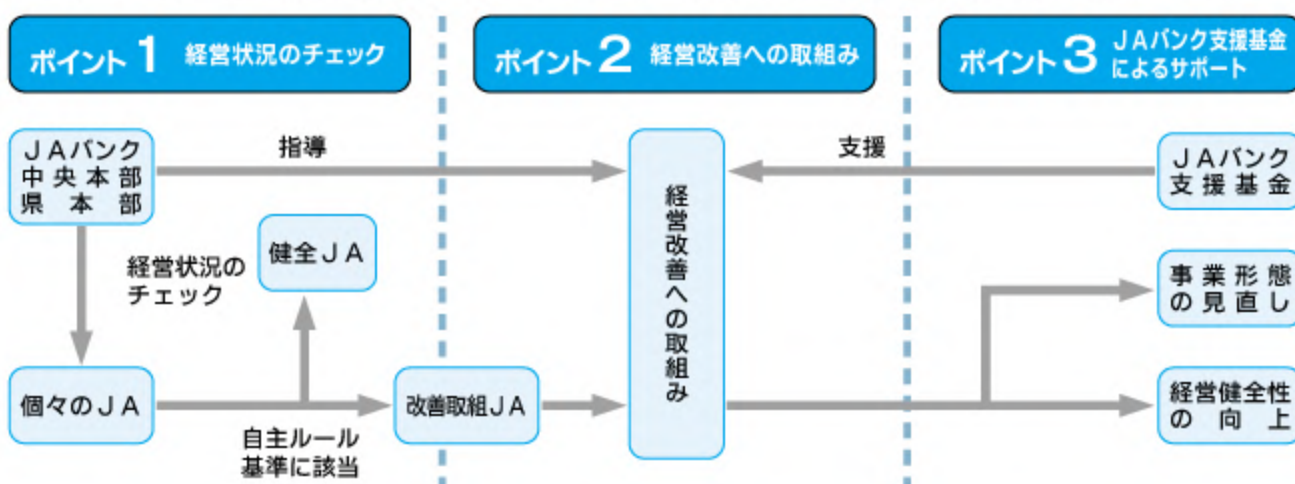 ポイント1 経営状況のチェック
ポイント2 経営改善への取組み
ポイント3 JAバンク支援基金
によるサポート
JAバンク
中央本部
県本部
指導
支援
JAバンク
支援基金
経営改善への取組み
健全JA
経営状況の
チェック
事業形態
の見直し
個々のJA
改善取組JA
経営健全性
の向上
自主ルール
基準に該当